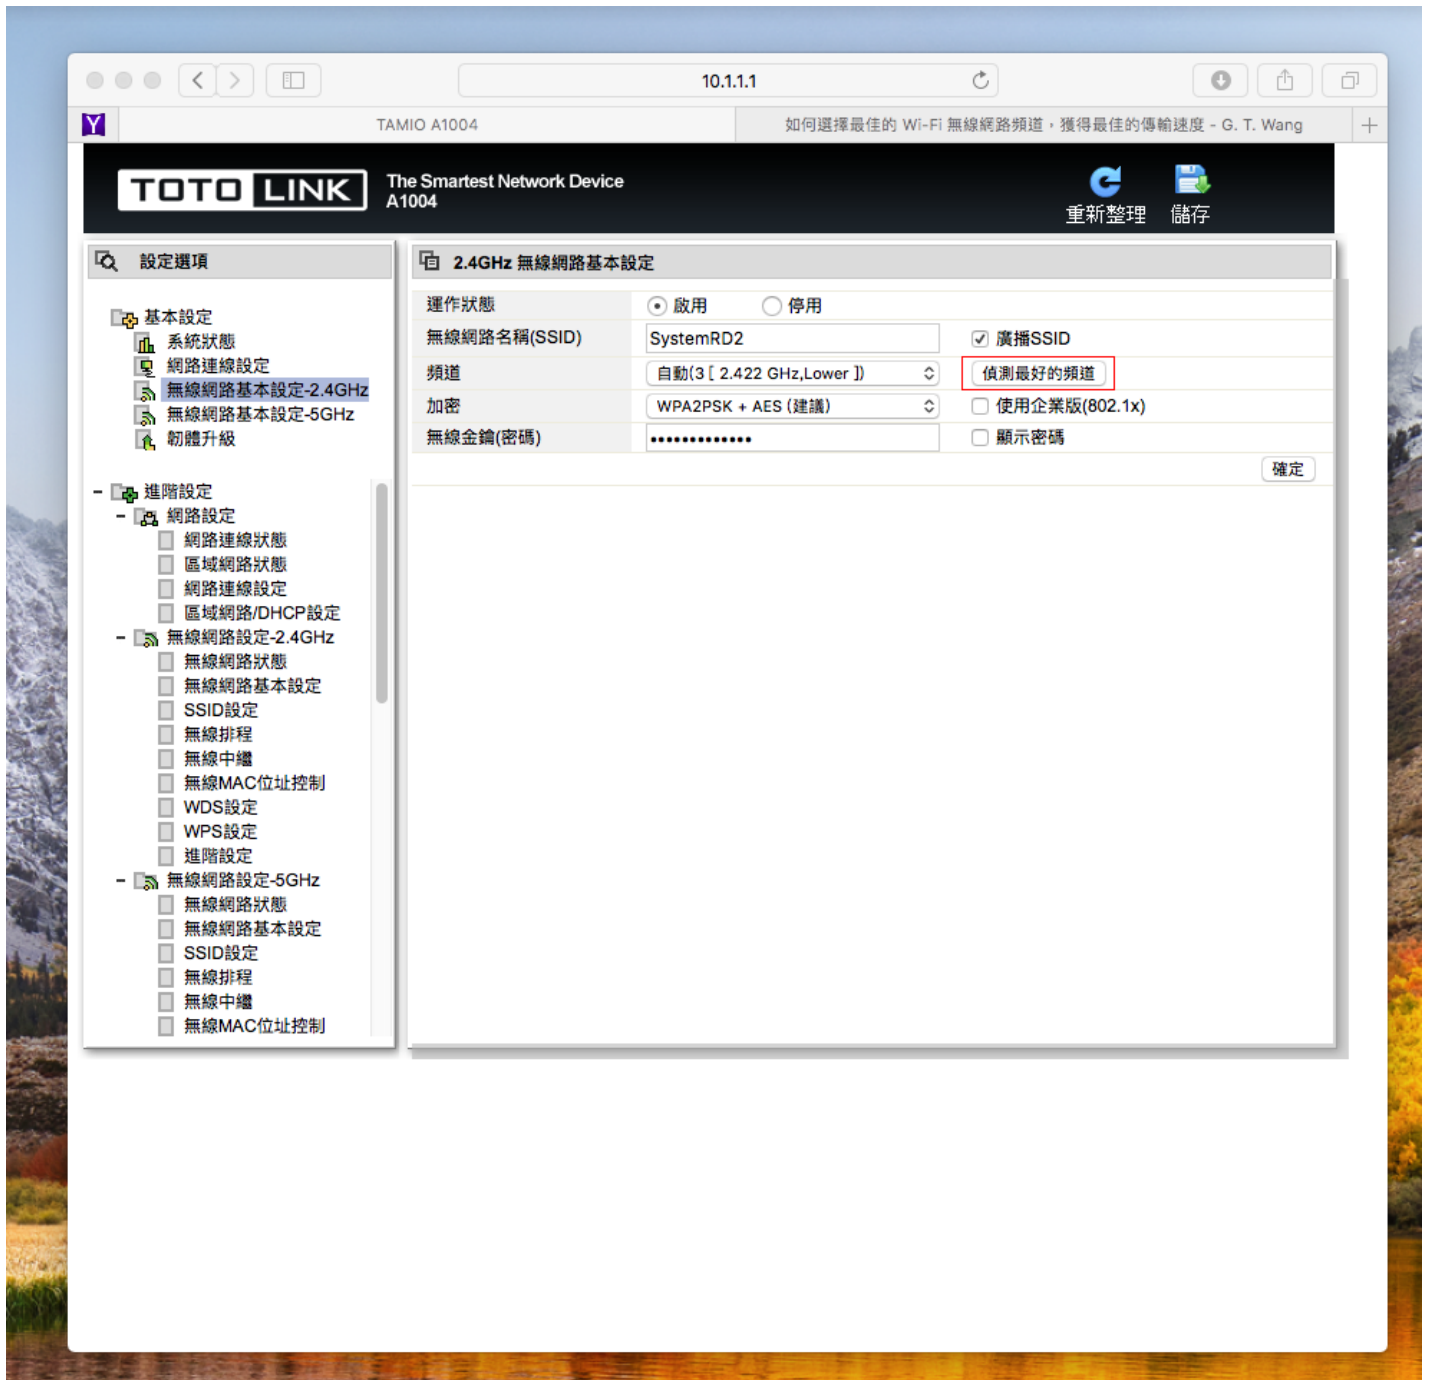 10.1.1.1
TAMIO A1004
如何選擇最佳的 Wi-Fi 無線網路頻道，獲得最佳的傳輸速度 - G. T. Wang
TOTO LINK
The Smartest Network Device
A1004
重新整理
儲存
設定選項
基本設定
系統狀態
網路連線設定
無線網路基本設定-2.4GHz
無線網路基本設定-5GHz
韌體升級
進階設定
網路設定
網路連線狀態
區域網路狀態
網路連線設定
區域網路/DHCP設定
無線網路設定-2.4GHz
無線網路狀態
無線網路基本設定
SSID設定
無線排程
無線中繼
無線MAC位址控制
WDS設定
WPS設定
進階設定
無線網路設定-5GHz
無線網路狀態
無線網路基本設定
SSID設定
無線排程
無線中繼
無線MAC位址控制
2.4GHz 無線網路基本設定
運作狀態 啟用 停用
無線網路名稱(SSID) SystemRD2 廣播SSID
頻道 自動(3 [ 2.422 GHz,Lower ]) 偵測最好的頻道
加密 WPA2PSK + AES (建議) 使用企業版(802.1x)
無線金鑰(密碼) ••••••••••••• 顯示密碼
確定